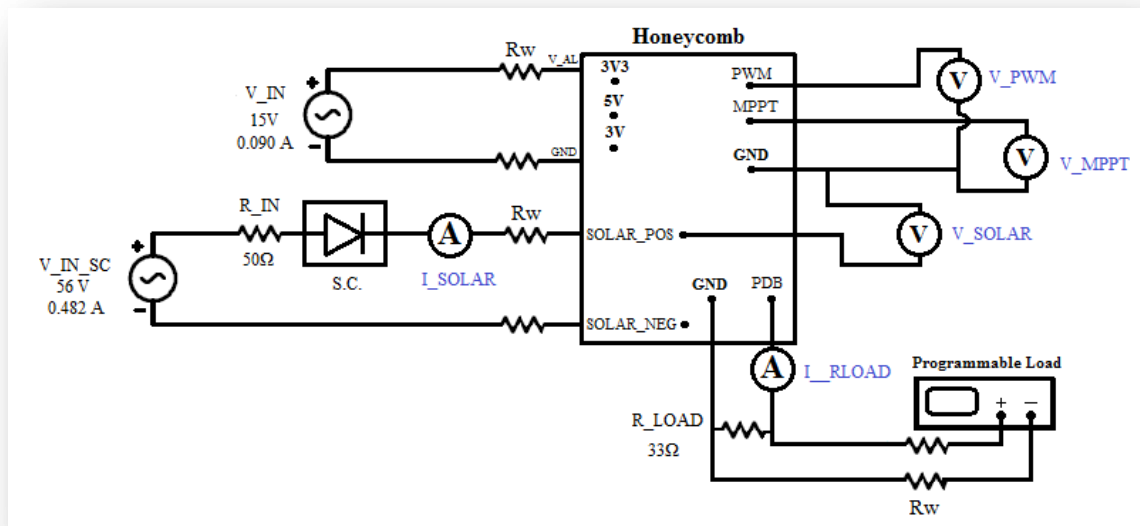 Honeycomb
Rw
V_AL
3V3
PWM
V
V_PWM
+
V_IN
15V
0.090 A
-
5V
MPPT
3V
GND
GND
V
V_MPPT
R_IN
50Ω
S.C.
A
I_SOLAR
Rw
SOLAR_POS
V
V_SOLAR
+
V_IN_SC
56 V
0.482 A
-
GND
PDB
SOLAR_NEG
A
I__RLOAD
Programmable Load
+ -
R_LOAD
33Ω
Rw